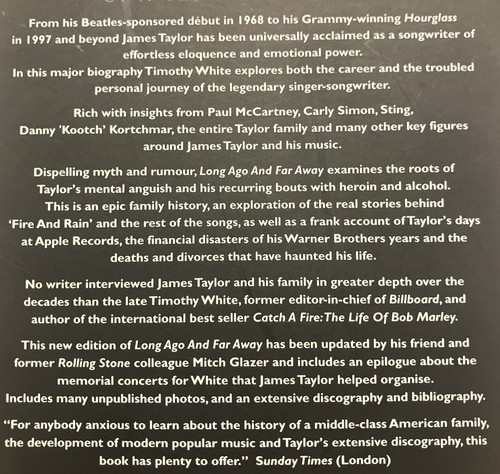 From his Beatles-sponsored début in 1968 to his Grammy-winning Hourglass
in 1997 and beyond James Taylor has been universally acclaimed as a songwriter of
effortless eloquence and emotional power.
In this major biography Timothy White explores both the career and the troubled
personal journey of the legendary singer-songwriter.
Rich with insights from Paul McCartney, Carly Simon, Sting,
Danny 'Kootch' Kortchmar, the entire Taylor family and many other key figures
around James Taylor and his music.
Dispelling myth and rumour, Long Ago And Far Away examines the roots of
Taylor's mental anguish and his recurring bouts with heroin and alcohol.
This is an epic family history, an exploration of the real stories behind
'Fire And Rain' and the rest of the songs, as well as a frank account of Taylor's days
at Apple Records, the financial disasters of his Warner Brothers years and the
deaths and divorces that have haunted his life.
No writer interviewed James Taylor and his family in greater depth over the
decades than the late Timothy White, former editor-in-chief of Billboard, and
author of the international best seller Catch A Fire: The Life Of Bob Marley.
This new edition of Long Ago And Far Away has been updated by his friend and
former Rolling Stone colleague Mitch Glazer and includes an epilogue about the
memorial concerts for White that James Taylor helped organise.
Includes many unpublished photos, and an extensive discography and bibliography.
"For anybody anxious to learn about the history of a middle-class American family,
the development of modern popular music and Taylor's extensive discography, this
book has plenty to offer." Sunday Times (London)